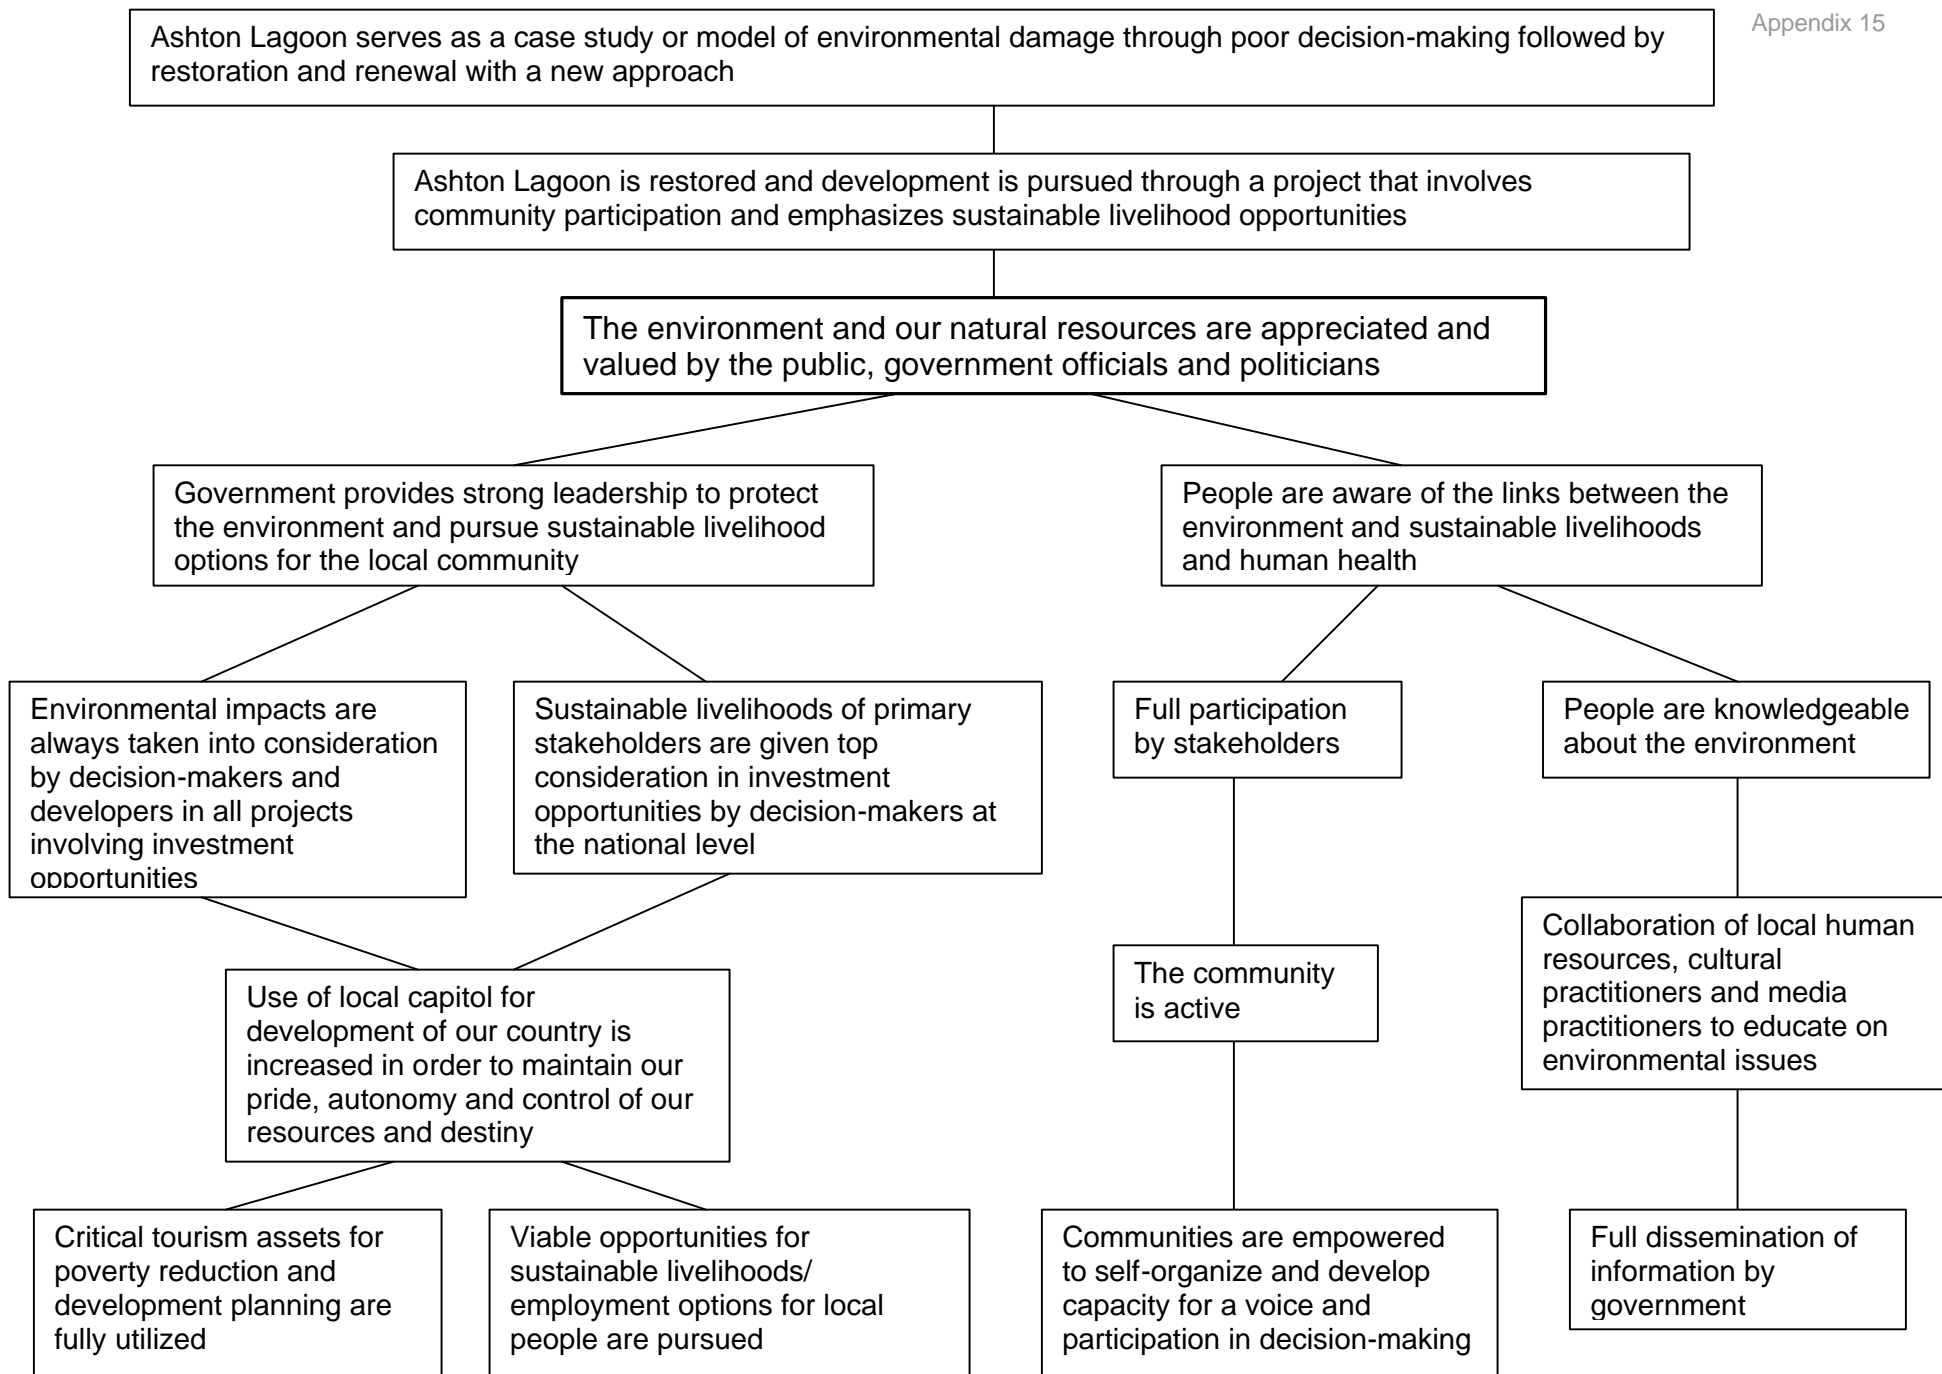 Appendix 15
Ashton Lagoon serves as a case study or model of environmental damage through poor decision-making followed by
restoration and renewal with a new approach
Ashton Lagoon is restored and development is pursued through a project that involves
community participation and emphasizes sustainable livelihood opportunities
The environment and our natural resources are appreciated and
valued by the public, government officials and politicians
Government provides strong leadership to protect
the environment and pursue sustainable livelihood
options for the local community
People are aware of the links between the
environment and sustainable livelihoods
and human health
Environmental impacts are
always taken into consideration
by decision-makers and
developers in all projects
involving investment
opportunities
Sustainable livelihoods of primary
stakeholders are given top
consideration in investment
opportunities by decision-makers at
the national level
Full participation
by stakeholders
People are knowledgeable
about the environment
Use of local capitol for
development of our country is
increased in order to maintain our
pride, autonomy and control of our
resources and destiny
The community
is active
Collaboration of local human
resources, cultural
practitioners and media
practitioners to educate on
environmental issues
Critical tourism assets for
poverty reduction and
development planning are
fully utilized
Viable opportunities for
sustainable livelihoods/
employment options for local
people are pursued
Communities are empowered
to self-organize and develop
capacity for a voice and
participation in decision-making
Full dissemination of
information by
government